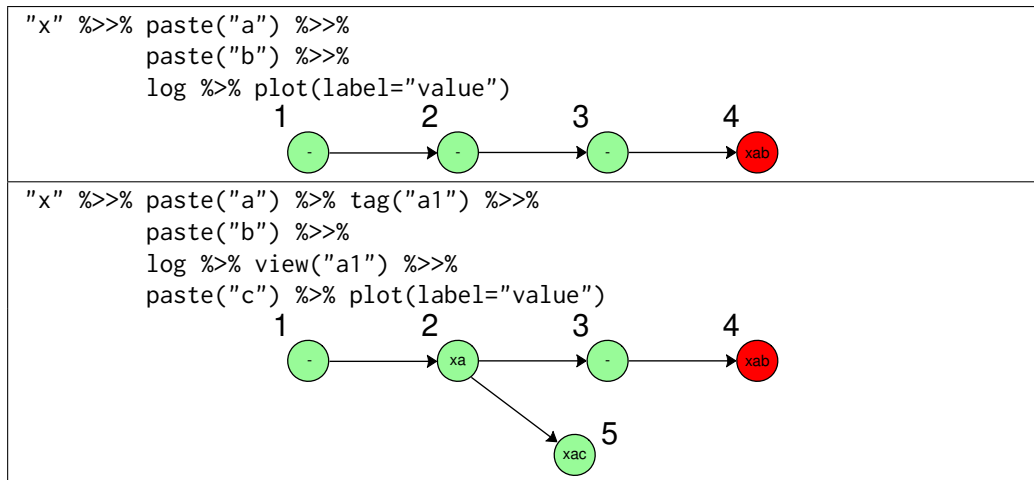 "x" %>>% paste("a") %>>%
paste("b") %>>%
log %>% plot(label="value")
1 2 3 4
- - - xab
"x" %>>% paste("a") %>% tag("a1") %>>%
paste("b") %>>%
log %>% view("a1") %>>%
paste("c") %>% plot(label="value")
1 2 3 4
- xa - xab
5
xac